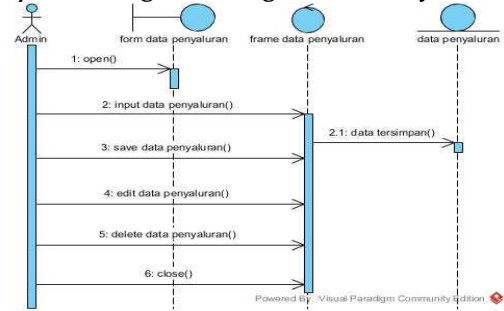 Admin
form data penyaluran
frame data penyaluran
data penyaluran
1: open()
2: input data penyaluran()
2.1: data tersimpan()
3: save data penyaluran()
4: edit data penyaluran()
5: delete data penyaluran()
6: close()
Powered By Visual Paradigm Community Edition